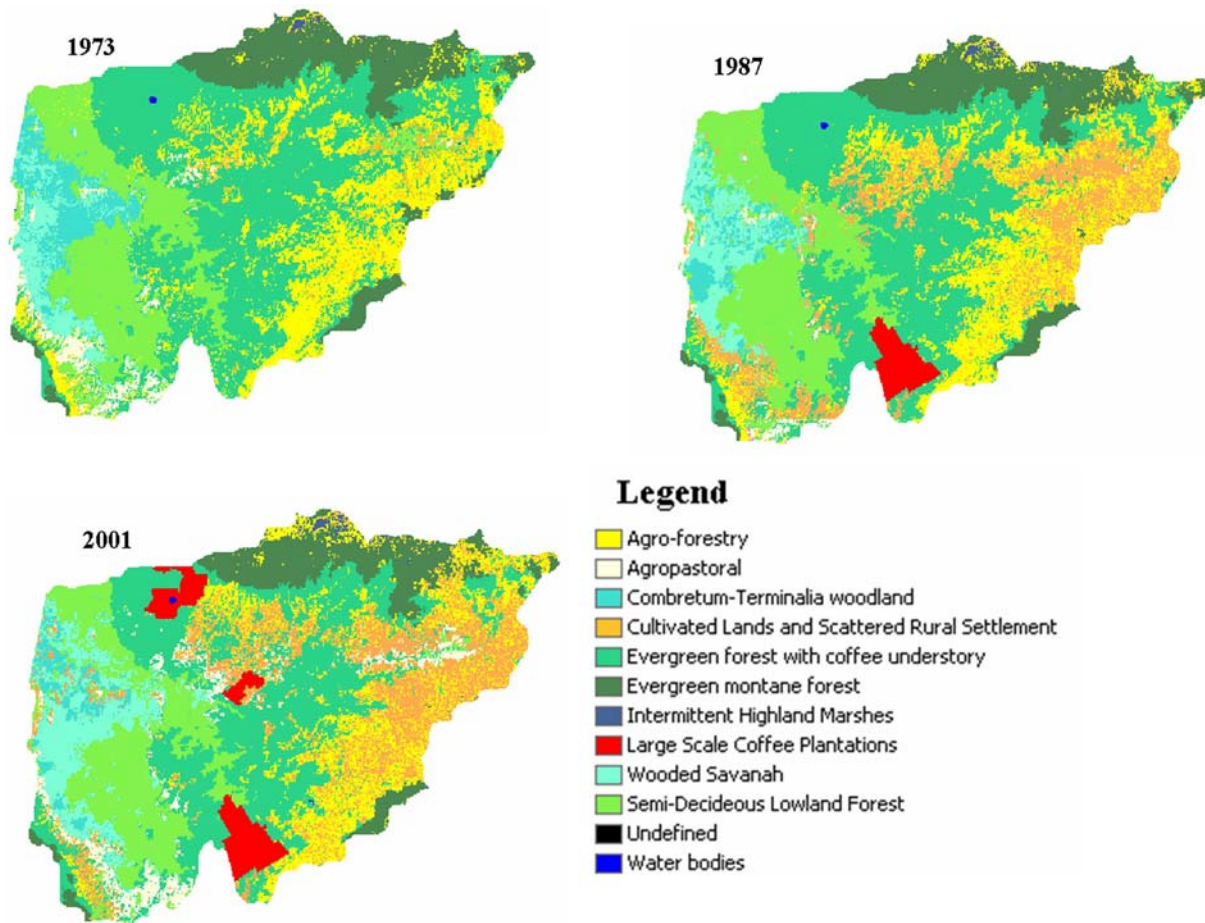 1973
1987
2001
Legend
Agro-forestry
Agropastoral
Combretum-Terminalia woodland
Cultivated Lands and Scattered Rural Settlement
Evergreen forest with coffee understory
Evergreen montane forest
Intermittent Highland Marshes
Large Scale Coffee Plantations
Wooded Savanah
Semi-Decideous Lowland Forest
Undefined
Water bodies